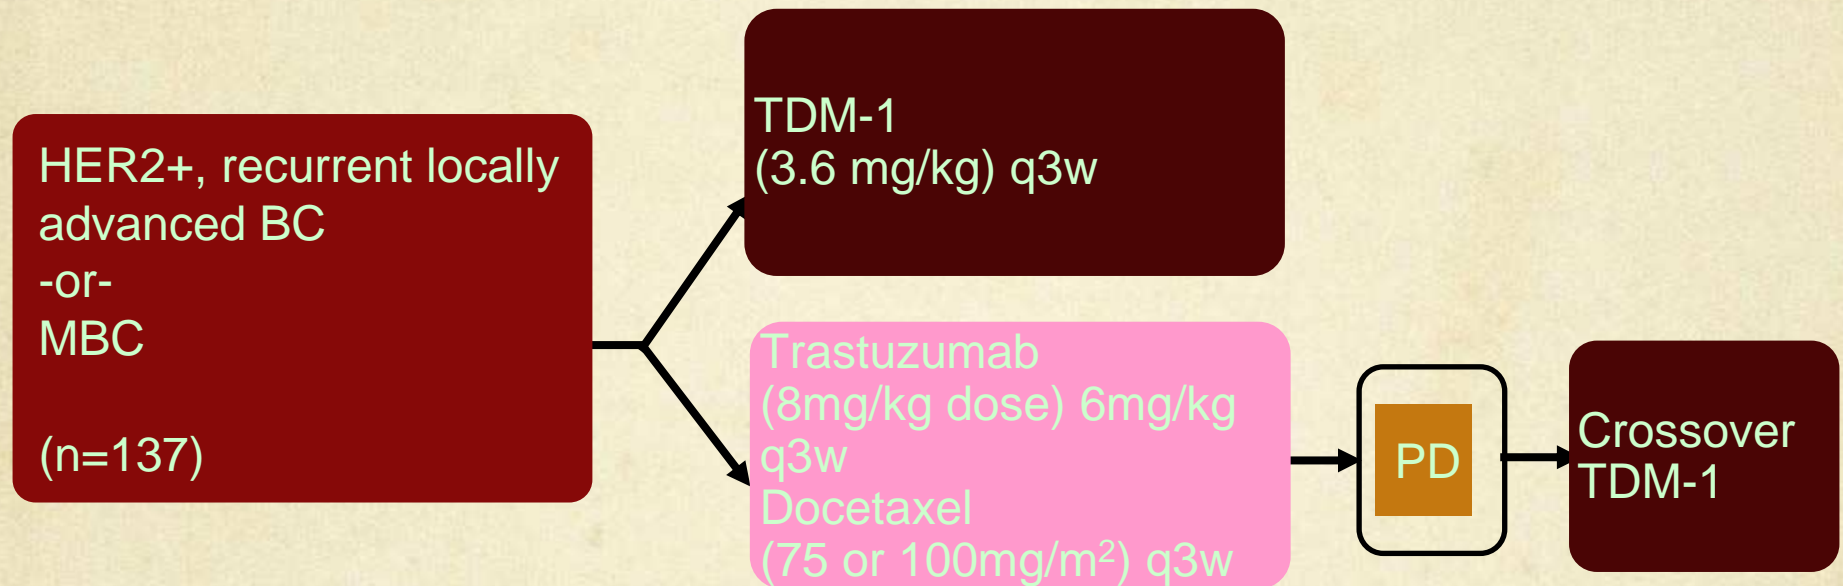 HER2+, recurrent locally
advanced BC
-or-
MBC
(n=137)
TDM-1
(3.6 mg/kg) q3w
Trastuzumab
(8mg/kg dose) 6mg/kg
q3w
Docetaxel
(75 or 100mg/m²) q3w
PD
Crossover
TDM-1